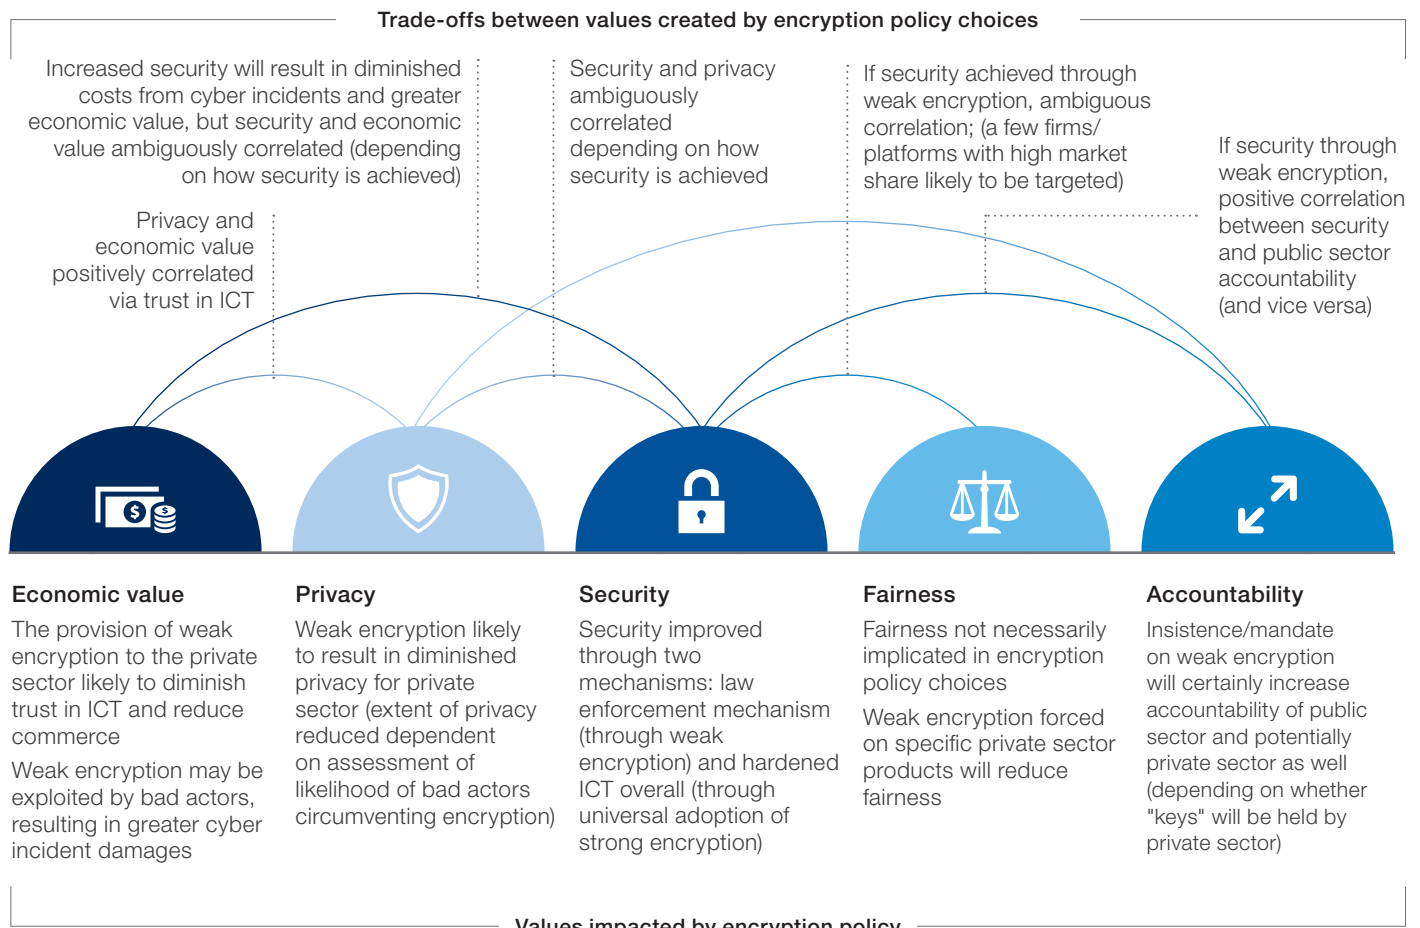 Trade-offs between values created by encryption policy choices
Increased security will result in diminished
costs from cyber incidents and greater
economic value, but security and economic
value ambiguously correlated (depending
on how security is achieved)
Security and privacy
ambiguously
correlated
depending on how
security is achieved
If security achieved through
weak encryption, ambiguous
correlation; (a few firms/
platforms with high market
share likely to be targeted)
If security through
weak encryption,
positive correlation
between security
and public sector
accountability
(and vice versa)
Privacy and
economic value
positively correlated
via trust in ICT
$
$
Economic value
The provision of weak
encryption to the private
sector likely to diminish
trust in ICT and reduce
commerce
Weak encryption may be
exploited by bad actors,
resulting in greater cyber
incident damages
Privacy
Weak encryption likely
to result in diminished
privacy for private
sector (extent of privacy
reduced dependent
on assessment of
likelihood of bad actors
circumventing encryption)
Security
Security improved
through two
mechanisms: law
enforcement mechanism
(through weak
encryption) and hardened
ICT overall (through
universal adoption of
strong encryption)
Fairness
Fairness not necessarily
implicated in encryption
policy choices
Weak encryption forced
on specific private sector
products will reduce
fairness
Accountability
Insistence/mandate
on weak encryption
will certainly increase
accountability of public
sector and potentially
private sector as well
(depending on whether
"keys" will be held by
private sector)
Values impacted by encryption policy